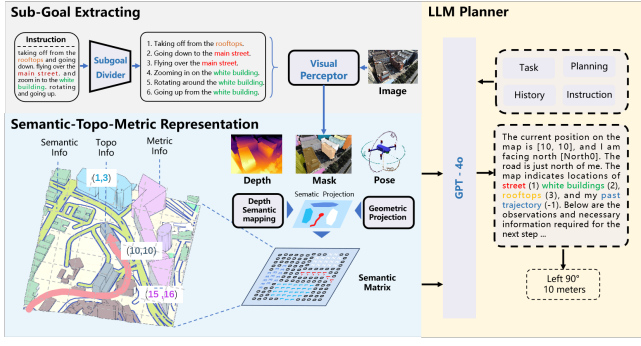 Sub-Goal Extracting
Instruction
taking off from the
rooftops and going
down. flying over the
main street, and
zoom in to the white
building. rotating
and going up.
Subgoal
Divider
1. Taking off from the rooftops.
2. Going down to the main street.
3. Flying over the main street.
4. Zooming in on the white building.
5. Rotating around the white building.
6. Going up from the white building.
Visual
Perceptor
Image
Semantic-Topo-Metric Representation
Semantic
Info
Topo
Info
Metric
Info
(1,3)
(10,10)
(15 ,16)
Depth
Mask
Pose
Depth
Semantic
mapping
Sematic Projection
Geometric
Projection
Semantic
Matrix
LLM Planner
GPT - 4o
Task
Planning
History
Instruction
The current position on the
map is [10, 10], and I am
facing north [North0]. The
road is just north of me. The
map indicates locations of
street (1) white buildings (2),
rooftops (3), and my past
trajectory (-1). Below are the
observations and necessary
information required for the
next step ...
Left 90°
10 meters